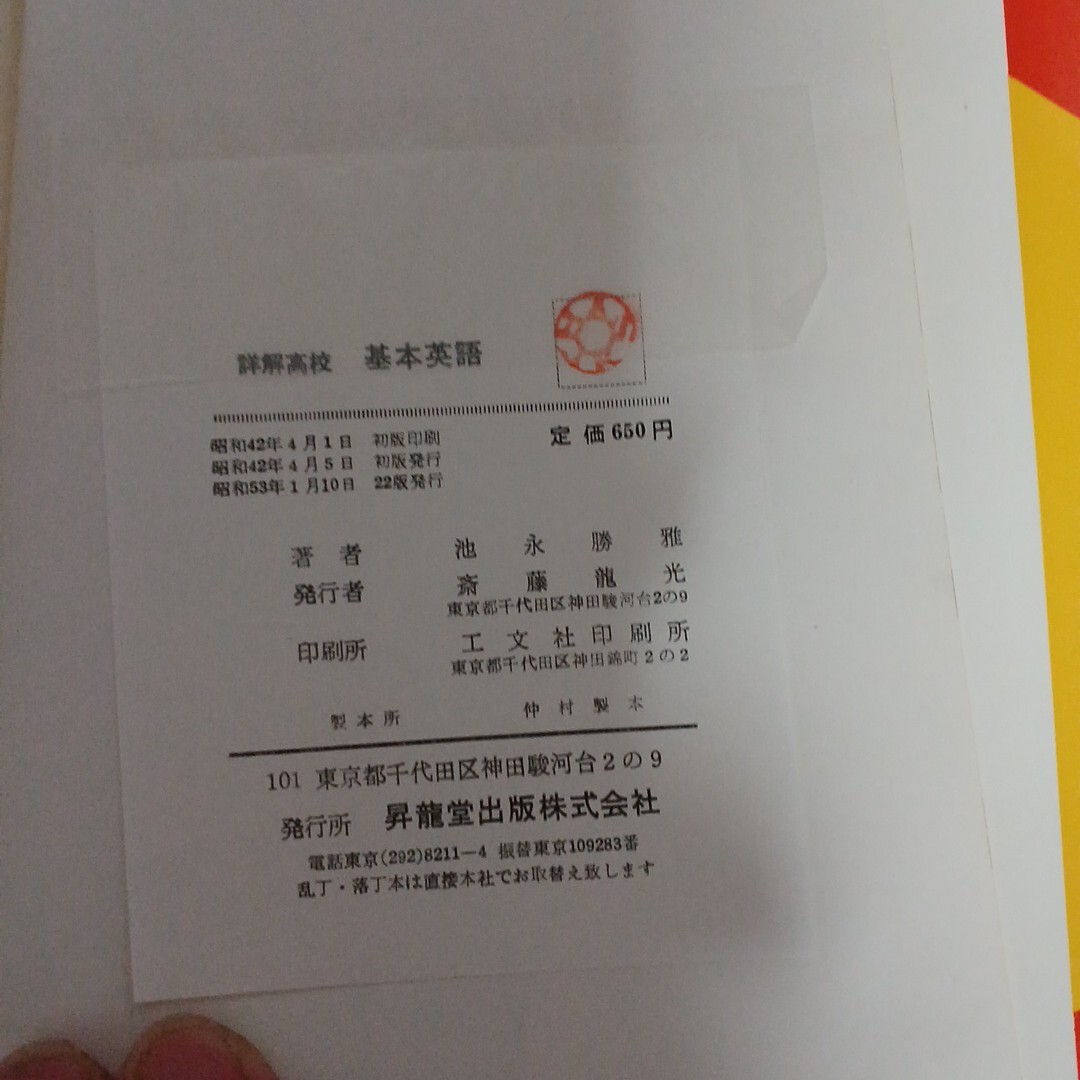 詳解高校 基本英語
昭和42年4月1日 初版印刷
定価650円
昭和42年4月5日 初版発行
昭和53年1月10日 22版発行
著者 池永勝雅
発行者 斎藤龍光
東京都千代田区神田駿河台2の9
印刷所 工文社印刷所
東京都千代田区神田錦町2の2
製本所 仲村製本
101 東京都千代田区神田駿河台2の9
発行所 昇龍堂出版株式会社
電話東京(292)8211—4 振替東京109283番
乱丁・落丁本は直接本社でお取替え致します